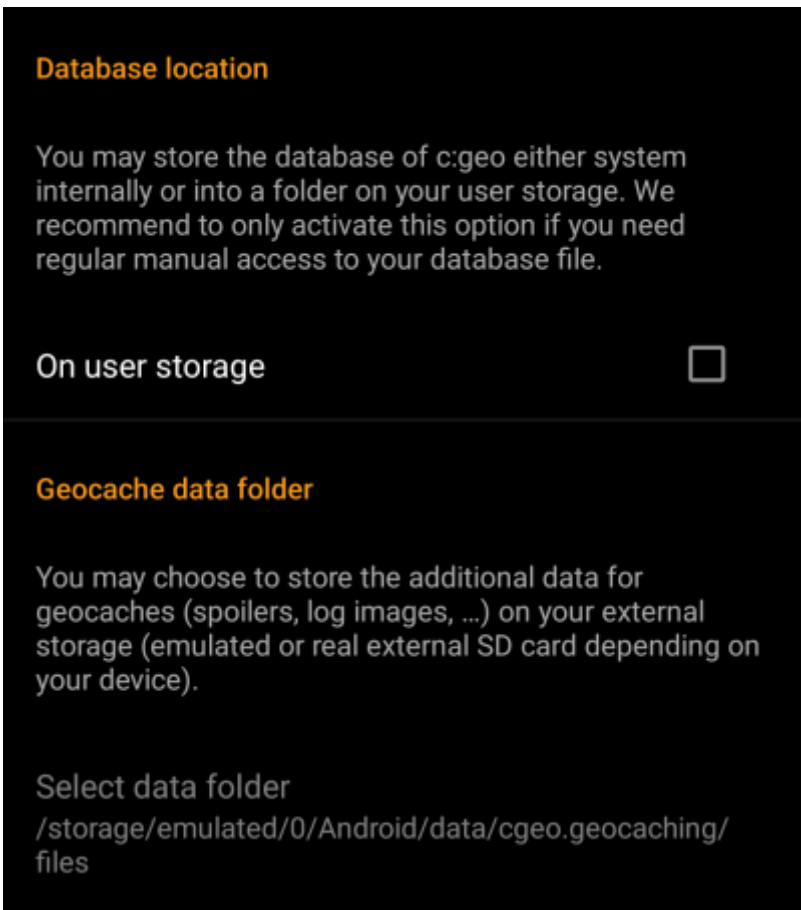 Database location
You may store the database of c:geo either system
internally or into a folder on your user storage. We
recommend to only activate this option if you need
regular manual access to your database file.
On user storage
Geocache data folder
You may choose to store the additional data for
geocaches (spoilers, log images, …) on your external
storage (emulated or real external SD card depending on
your device).
Select data folder
/storage/emulated/0/Android/data/cgeo.geocaching/
files